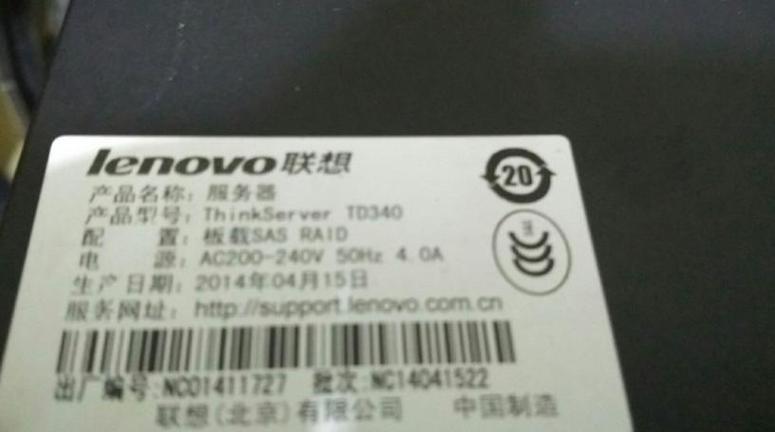 lenovo联想
20
产品名称：服务器
产品型号：ThinkServer TD340
配 置：板载SAS RAID
电 源：AC200-240V 50Hz 4.0A
生产日期：2014年04月15日
服务网址：http://support.lenovo.com.cn
出厂编号:NC01411727 批次:NC14041522
联想(北京)有限公司 中国制造